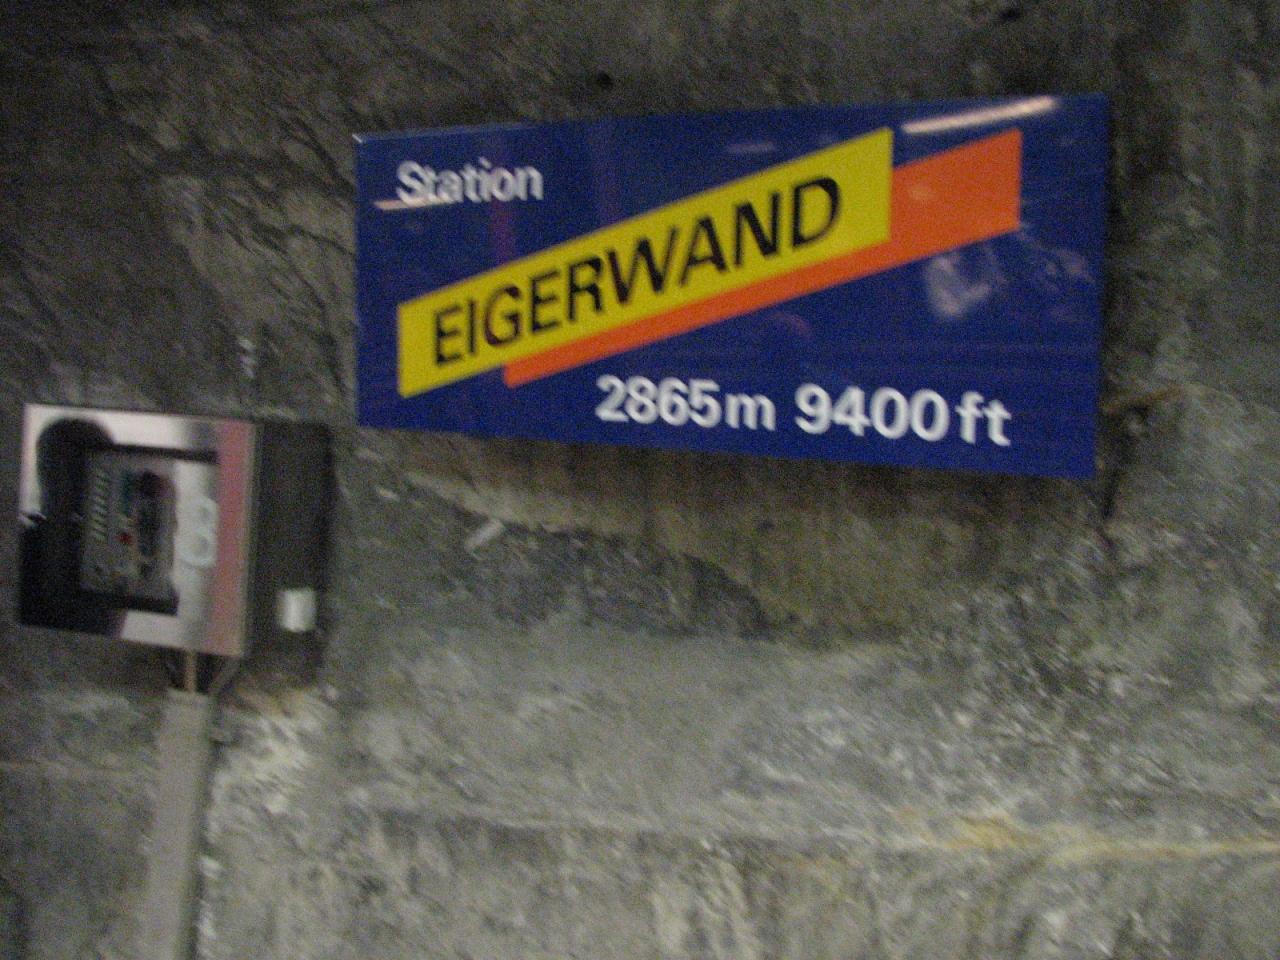 Station
EIGERWAND
2865m 9400ft